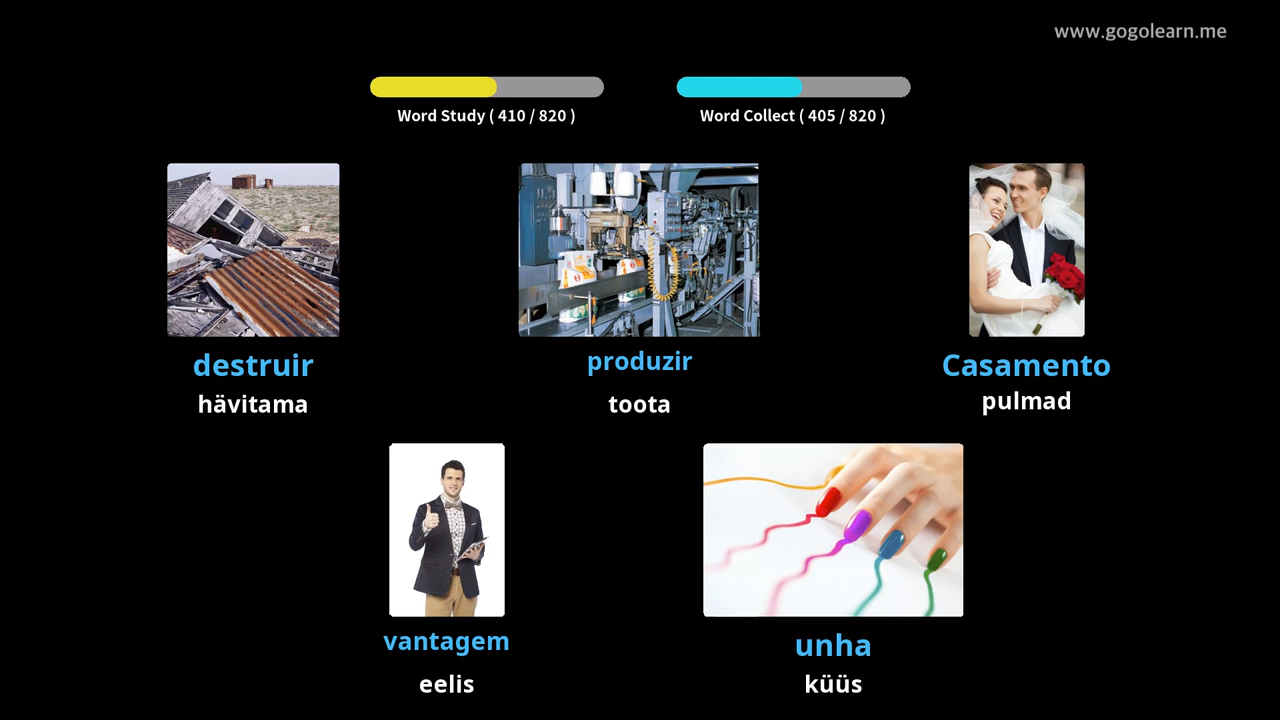 www.gogolearn.me
Word Study ( 410 / 820 )
Word Collect ( 405 / 820 )
destruir
hävitama
produzir
toota
Casamento
pulmad
vantagem
eelis
unha
küüs